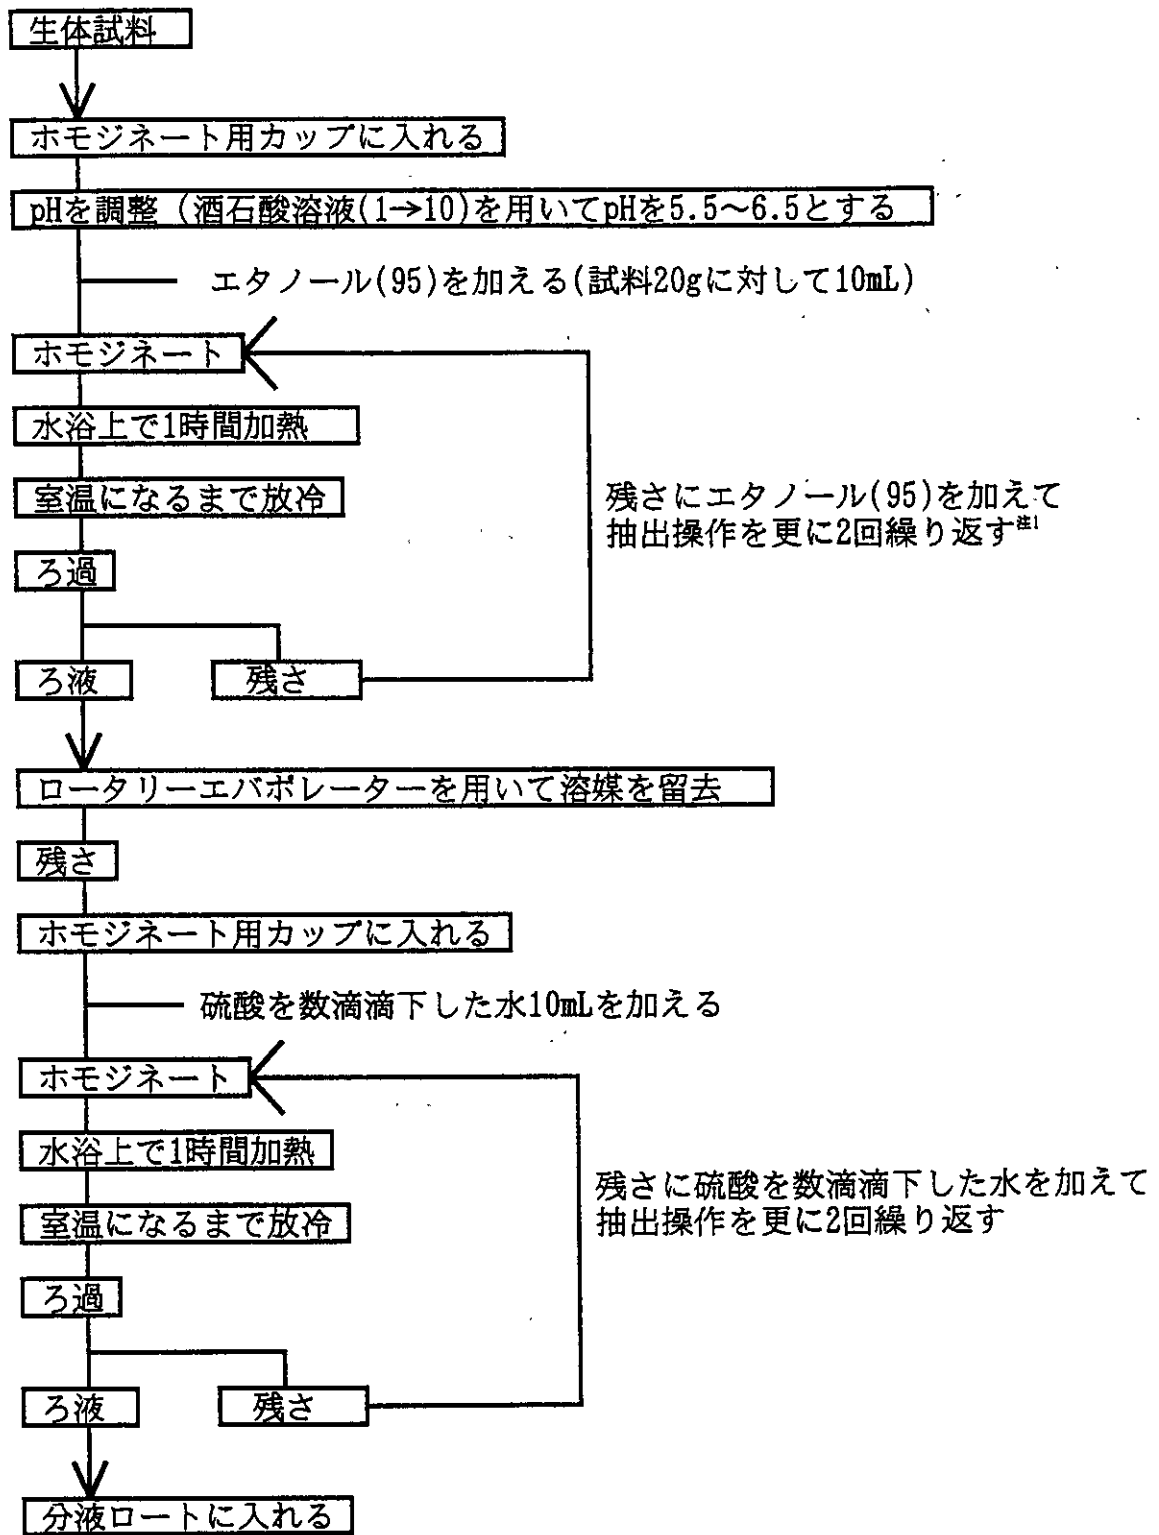 生体試料
ホモジネート用カップに入れる
pHを調整（酒石酸溶液(1→10)を用いてpHを5.5～6.5とする
エタノール(95)を加える(試料20gに対して10mL)
ホモジネート
水浴上で1時間加熱
室温になるまで放冷
残さにエタノール(95)を加えて
抽出操作を更に2回繰り返す注1
ろ過
ろ液
残さ
ロータリーエバポレーターを用いて溶媒を留去
残さ
ホモジネート用カップに入れる
硫酸を数滴滴下した水10mLを加える
ホモジネート
水浴上で1時間加熱
残さに硫酸を数滴滴下した水を加えて
抽出操作を更に2回繰り返す
室温になるまで放冷
ろ過
ろ液
残さ
分液ロートに入れる